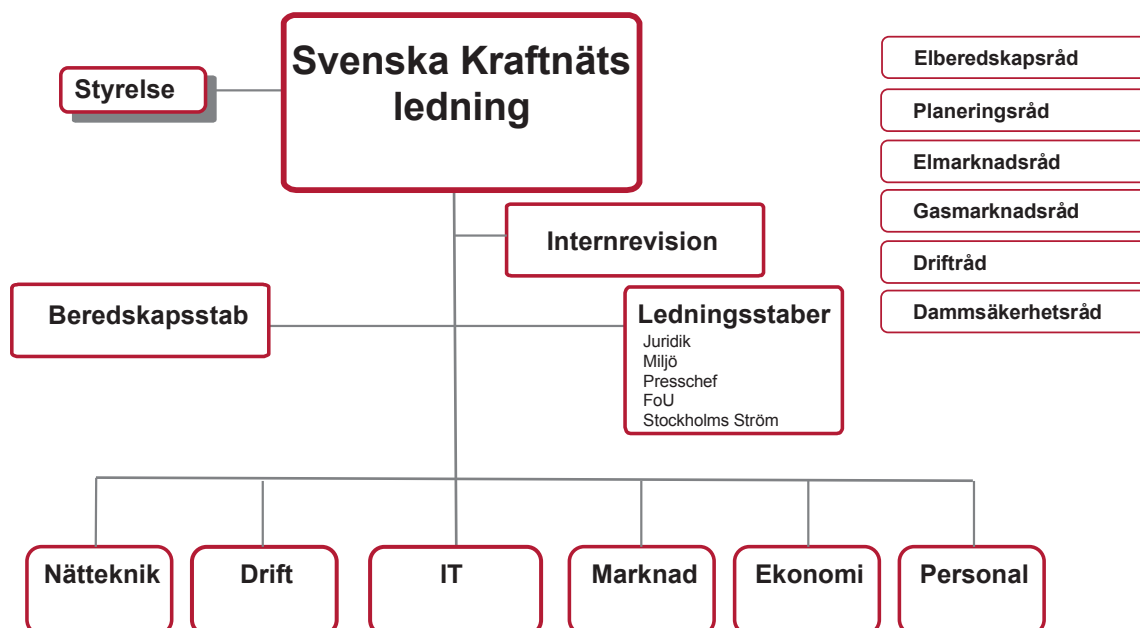 Svenska Kraftnäts
ledning
Styrelse
Internrevision
Beredskapsstab
Ledningsstaber
Juridik
Miljö
Presschef
FoU
Stockholms Ström
Nätteknik
Drift
IT
Marknad
Ekonomi
Personal
Elberedskapsråd
Planeringsråd
Elmarknadsråd
Gasmarknadsråd
Driftråd
Dammsäkerhetsråd